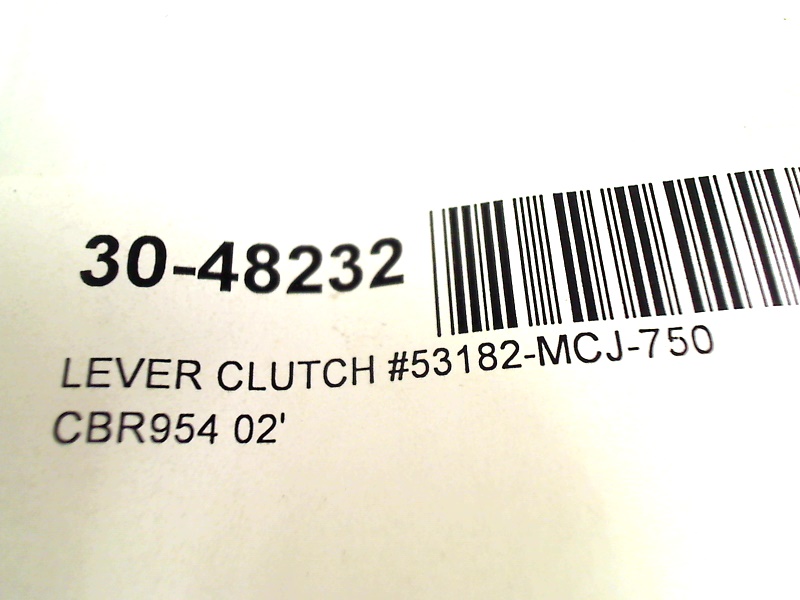 30-48232
LEVER CLUTCH #53182-MCJ-750
CBR954 02'